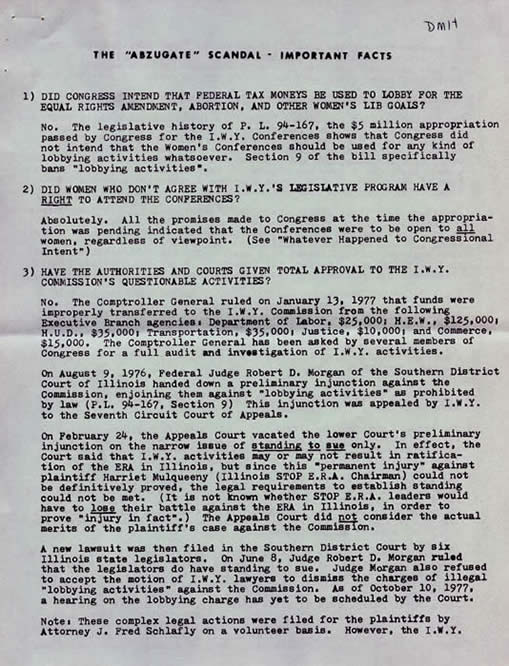 DM14
THE "ABZUGATE" SCANDAL - IMPORTANT FACTS
1) DID CONGRESS INTEND THAT FEDERAL TAX MONEYS BE USED TO LOBBY FOR THE
EQUAL RIGHTS AMENDMENT, ABORTION, AND OTHER WOMEN'S LIB GOALS?
No. The legislative history of P. L. 94-167, the $5 million appropriation
passed by Congress for the I.W.Y. Conferences shows that Congress did
not intend that the Women's Conferences should be used for any kind of
lobbying activities whatsoever. Section 9 of the bill specifically
bans "lobbying activities".
2) DID WOMEN WHO DON'T AGREE WITH I.W.Y.'S LEGISLATIVE PROGRAM HAVE A
RIGHT TO ATTEND THE CONFERENCES?
Absolutely. All the promises made to Congress at the time the appropria-
tion was pending indicated that the Conferences were to be open to all
women, regardless of viewpoint. (See "Whatever Happened to Congressional
Intent")
3) HAVE THE AUTHORITIES AND COURTS GIVEN TOTAL APPROVAL TO THE I.W.Y.
COMMISSION'S QUESTIONABLE ACTIVITIES?
No. The Comptroller General ruled on January 13, 1977 that funds were
improperly transferred to the I.W.Y. Commission from the following
Executive Branch agencies: Department of Labor, $25,000; H.E.W., $125,000;
H.U.D., $35,000; Transportation, $35,000; Justice, $10,000; and Commerce,
$15,000. The Comptroller General has been asked by several members of
Congress for a full audit and investigation of I.W.Y. activities.
On August 9, 1976, Federal Judge Robert D. Morgan of the Southern District
Court of Illinois handed down a preliminary injunction against the
Commission, enjoining them against "lobbying activities" as prohibited
by law (P.L. 94-167, Section 9) This injunction was appealed by I.W.Y.
to the Seventh Circuit Court of Appeals.
On February 24, the Appeals Court vacated the lower Court's preliminary
injunction on the narrow issue of standing to sue only. In effect, the
Court said that I.W.Y. activities may or may not result in ratifica-
tion of the ERA in Illinois, but since this "permanent injury" against
plaintiff Harriet Mulqueeny (Illinois STOP E.R.A. Chairman) could not
be definitively proved, the legal requirements to establish standing
could not be met. (It is not known whether STOP E.R.A. leaders would
have to lose their battle against the ERA in Illinois, in order to
prove "injury in fact".) The Appeals Court did not consider the actual
merits of the plaintiff's case against the Commission.
A new lawsuit was then filed in the Southern District Court by six
Illinois state legislators. On June 8, Judge Robert D. Morgan ruled
that the legislators do have standing to sue. Judge Morgan also refused
to accept the motion of I.W.Y. lawyers to dismiss the charges of illegal
"lobbying activities" against the Commission. As of October 10, 1977,
a hearing on the lobbying charge has yet to be scheduled by the Court.
Note: These complex legal actions were filed for the plaintiffs by
Attorney J. Fred Schlafly on a volunteer basis. However, the I.W.Y.